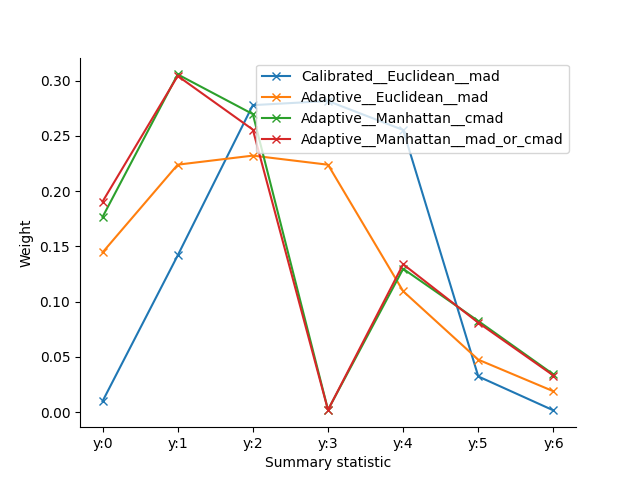 Calibrated__Euclidean__mad
Adaptive__Euclidean__mad
Adaptive__Manhattan__cmad
Adaptive__Manhattan__mad_or_cmad
0.30
0.25
0.20
0.15
0.10
0.05
0.00
Weight
y:0 y:1 y:2 y:3 y:4 y:5 y:6
Summary statistic